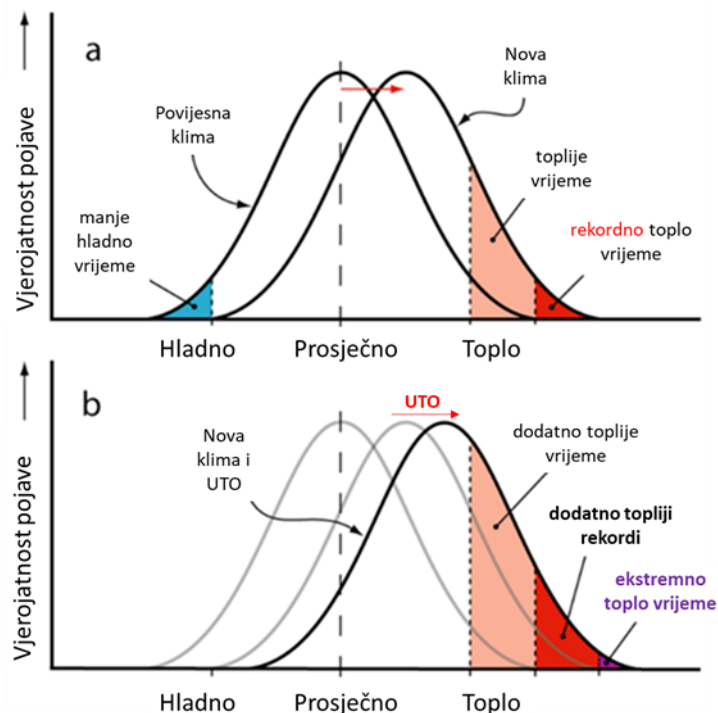 a
Vjerojatnost pojave
Povijesna
klima
Nova
klima
manje
hladno
vrijeme
toplije
vrijeme
rekordno toplo
vrijeme
Hladno
Prosječno
Toplo
b
Vjerojatnost pojave
UTO
Nova
klima i
UTO
dodatno toplije
vrijeme
dodatno topliji
rekordi
ekstremno
toplo vrijeme
Hladno
Prosječno
Toplo